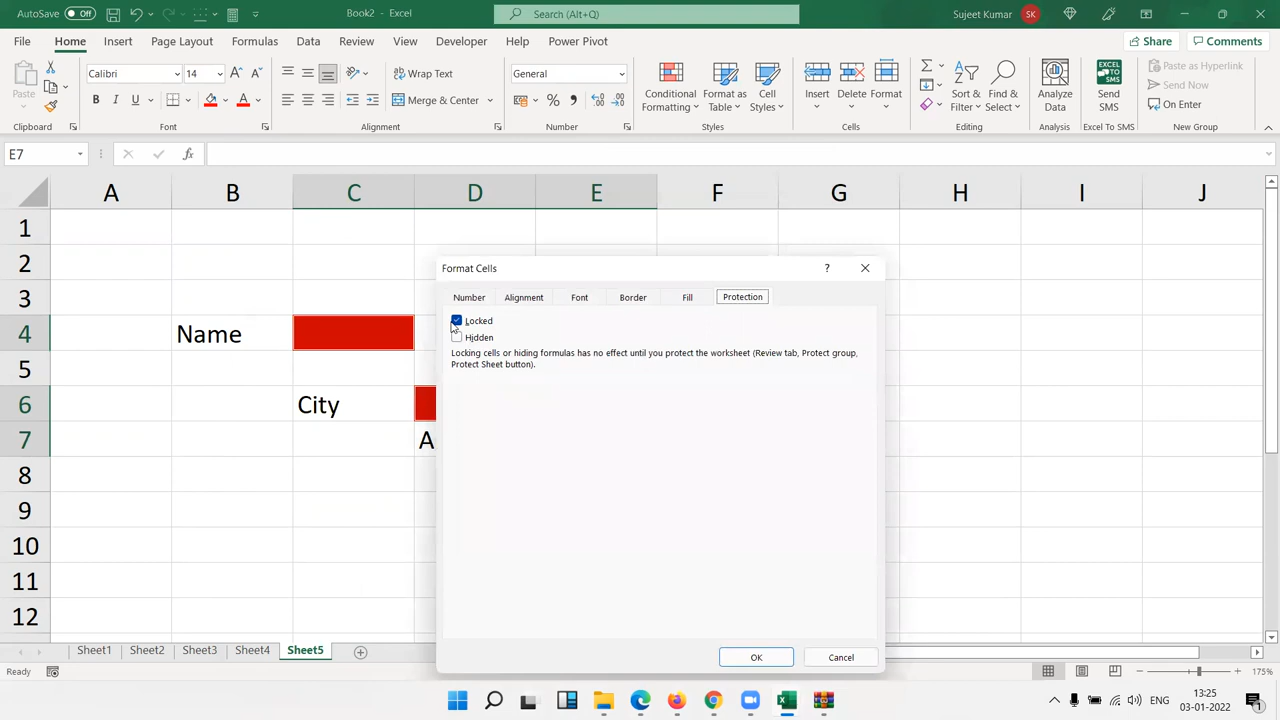 AutoSave Off Book2 - Excel Search (Alt+Q) Sujeet Kumar SK
File Home Insert Page Layout Formulas Data Review View Developer Help Power Pivot Share Comments
Calibri 14 Wrap Text General Present as Hyperlink
Paste B I U Merge & Center Conditional Formatting Format as Table Cell Styles Insert Delete Format Sort & Filter Find & Select Analyze Data Send SMS Send Now
On Enter
Clipboard Font Alignment Number Styles Cells Editing Analysis Excel To SMS New Group
E7 fx
A B C D E F G H I J
1
2
Format Cells ?
3
Number Alignment Font Border Fill Protection
Locked
4 Name
Hidden
Locking cells or hiding formulas has no effect until you protect the worksheet (Review tab, Protect group,
Protect Sheet button).
5
6 City
7 A
8
9
10
11
12
Sheet1 Sheet2 Sheet3 Sheet4 Sheet5
OK Cancel
Ready 175%
ENG 13:25
03-01-2022 1